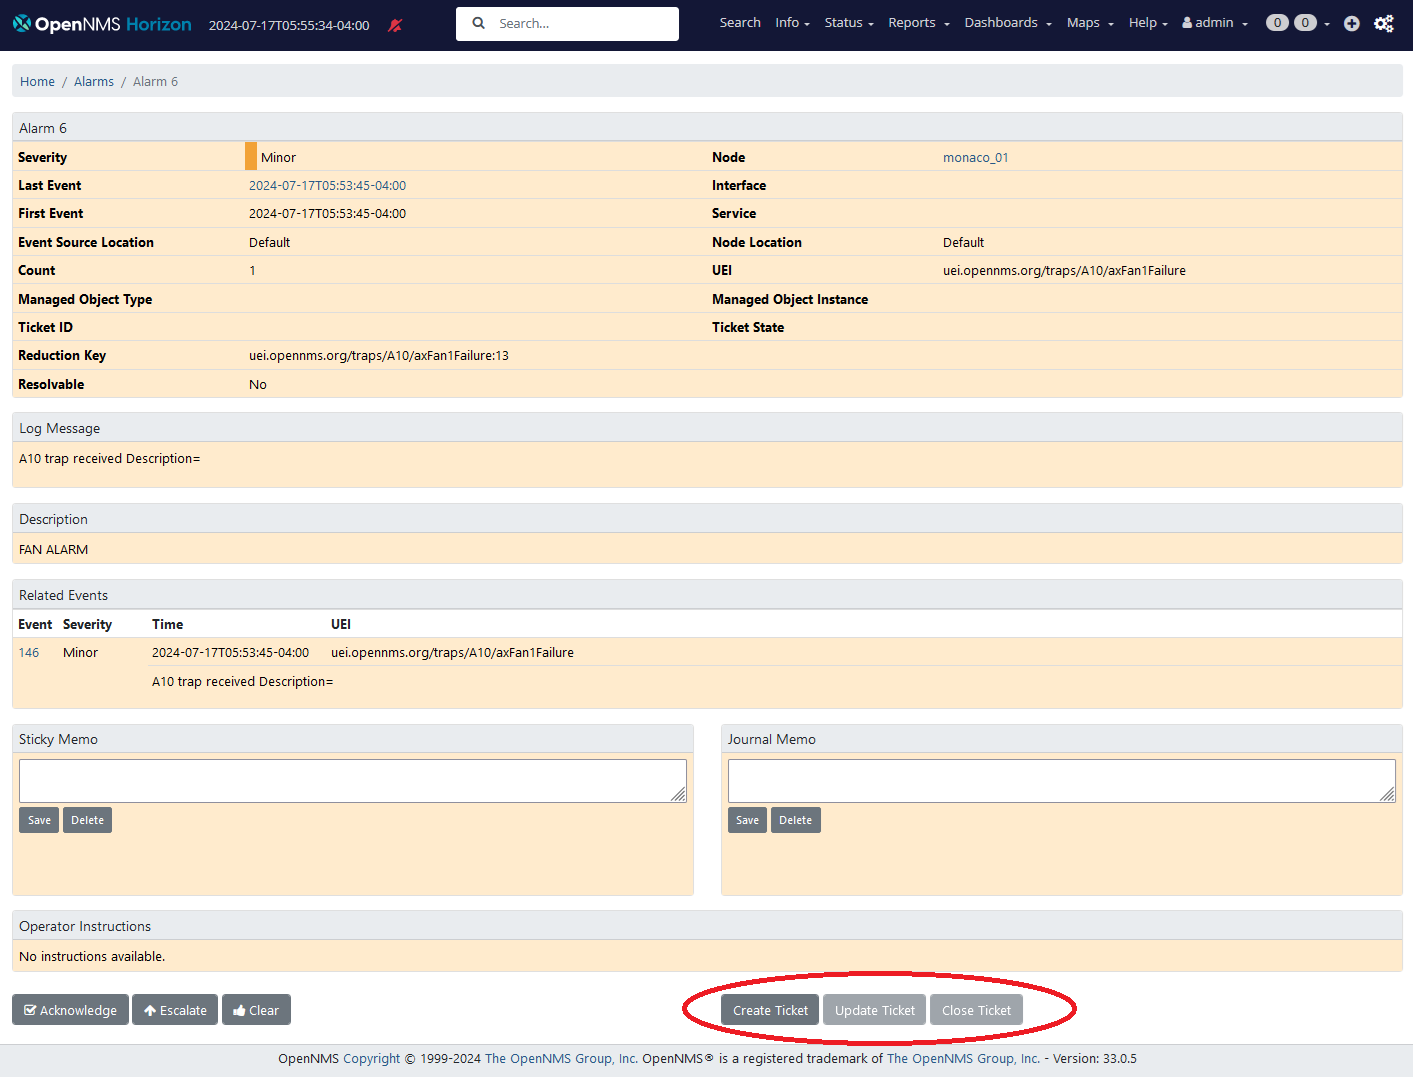 OpenNMS Horizon 2024-07-17T05:55:34-04:00 Search... Search Info Status Reports Dashboards Maps Help admin 0 0
Home / Alarms / Alarm 6
Alarm 6
Severity Minor Node monaco_01
Last Event 2024-07-17T05:53:45-04:00 Interface
First Event 2024-07-17T05:53:45-04:00 Service
Event Source Location Default Node Location Default
Count 1 UEI uei.opennms.org/traps/A10/axFan1Failure
Managed Object Type Managed Object Instance
Ticket ID Ticket State
Reduction Key uei.opennms.org/traps/A10/axFan1Failure:13
Resolvable No
Log Message
A10 trap received Description=
Description
FAN ALARM
Related Events
Event Severity Time UEI
146 Minor 2024-07-17T05:53:45-04:00 uei.opennms.org/traps/A10/axFan1Failure
A10 trap received Description=
Sticky Memo Journal Memo
Save Delete Save Delete
Operator Instructions
No instructions available.
Acknowledge Escalate Clear Create Ticket Update Ticket Close Ticket
OpenNMS Copyright © 1999-2024 The OpenNMS Group, Inc. OpenNMS® is a registered trademark of The OpenNMS Group, Inc. - Version: 33.0.5